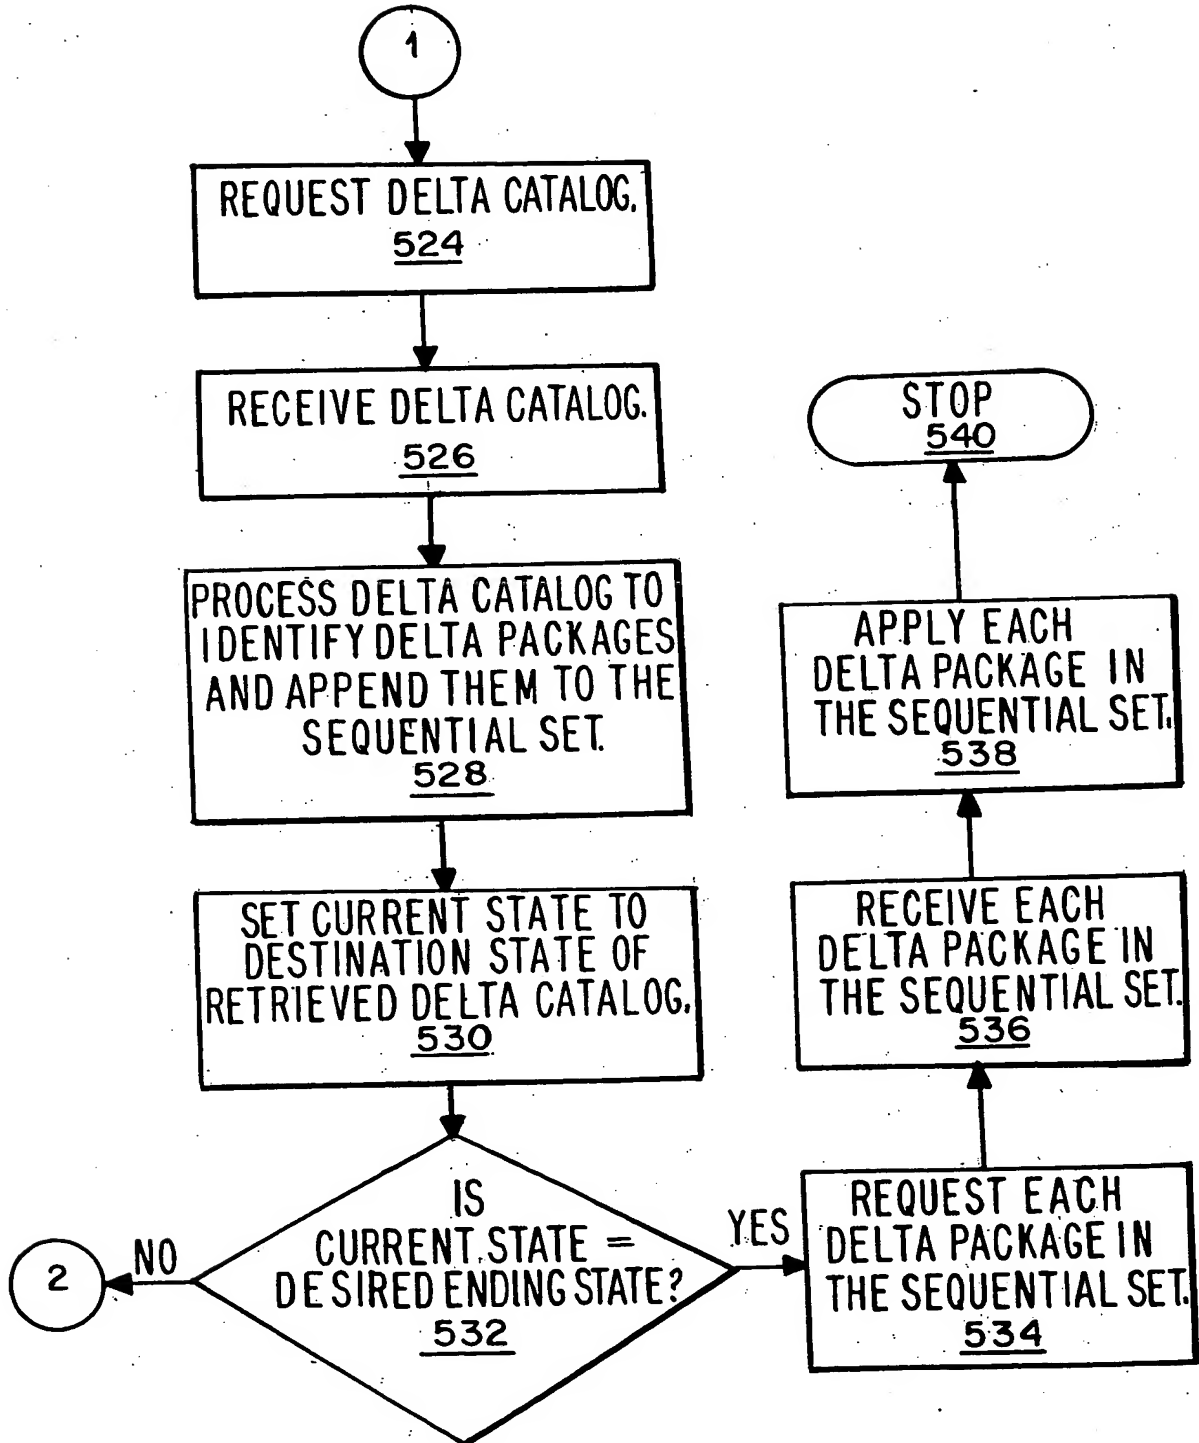 1
REQUEST DELTA CATALOG.
524
RECEIVE DELTA CATALOG.
526
PROCESS DELTA CATALOG TO
IDENTIFY DELTA PACKAGES
AND APPEND THEM TO THE
SEQUENTIAL SET.
528
SET CURRENT STATE TO
DESTINATION STATE OF
RETRIEVED DELTA CATALOG.
530
IS
CURRENT STATE =
DESIRED ENDING STATE?
532
NO
2
YES
REQUEST EACH
DELTA PACKAGE IN
THE SEQUENTIAL SET.
534
RECEIVE EACH
DELTA PACKAGE IN
THE SEQUENTIAL SET.
536
APPLY EACH
DELTA PACKAGE IN
THE SEQUENTIAL SET.
538
STOP
540